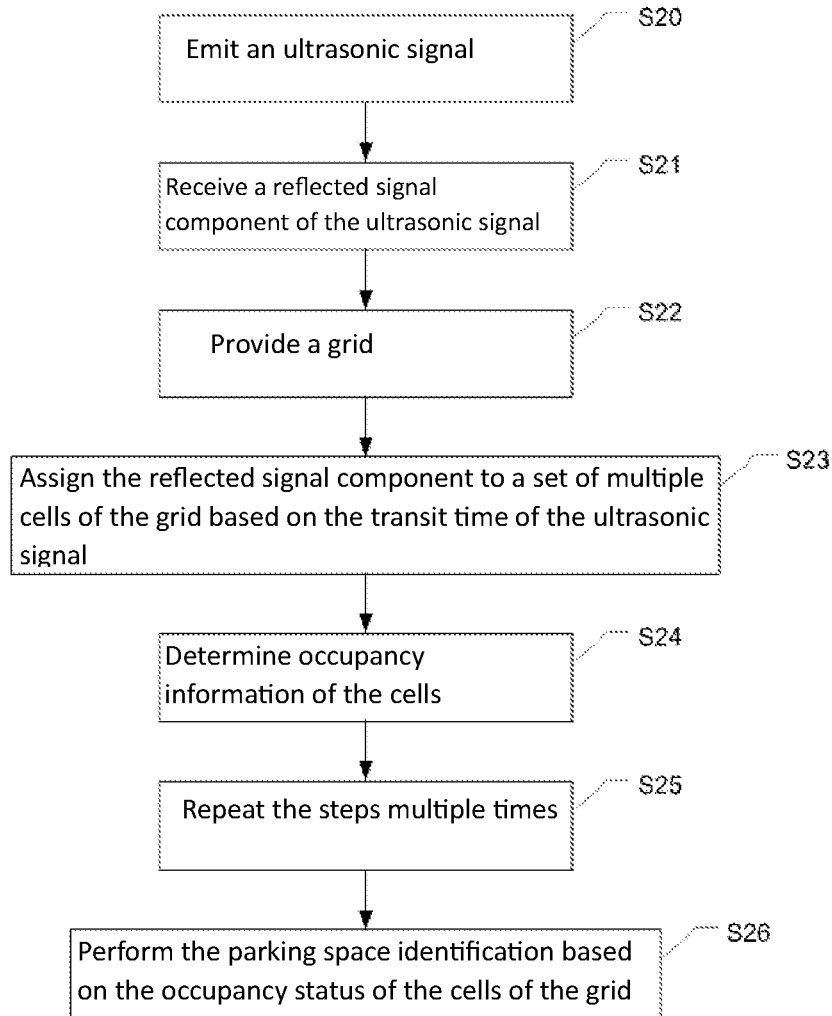 S20
Emit an ultrasonic signal
S21
Receive a reflected signal
component of the ultrasonic signal
S22
Provide a grid
S23
Assign the reflected signal component to a set of multiple
cells of the grid based on the transit time of the ultrasonic
signal
S24
Determine occupancy
information of the cells
S25
Repeat the steps multiple times
S26
Perform the parking space identification based
on the occupancy status of the cells of the grid